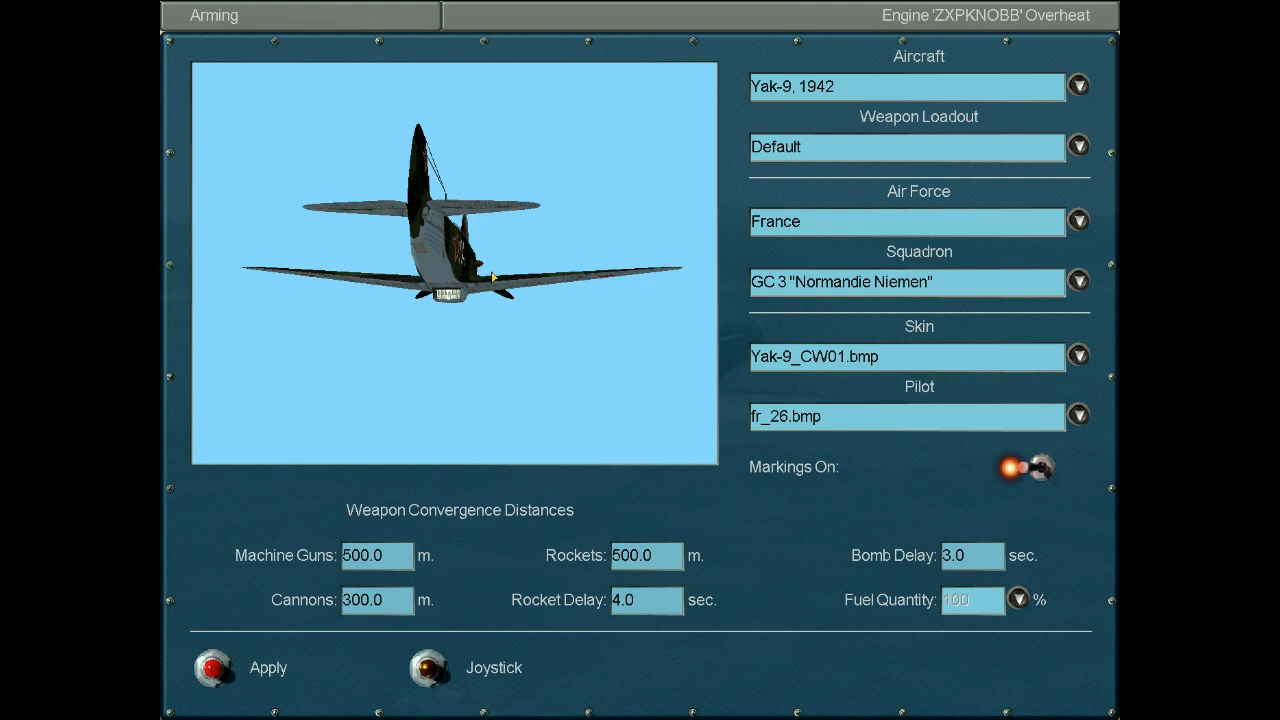 Arming
Engine 'ZXPKNOBB' Overheat
Aircraft
Yak-9, 1942
Weapon Loadout
Default
Air Force
France
Squadron
GC 3 "Normandie Niemen"
Skin
Yak-9_CW01.bmp
Pilot
fr_26.bmp
Markings On:
Weapon Convergence Distances
Machine Guns: 500.0 m. Rockets: 500.0 m. Bomb Delay: 3.0 sec.
Cannons: 300.0 m. Rocket Delay: 4.0 sec. Fuel Quantity: 100 %
Apply Joystick